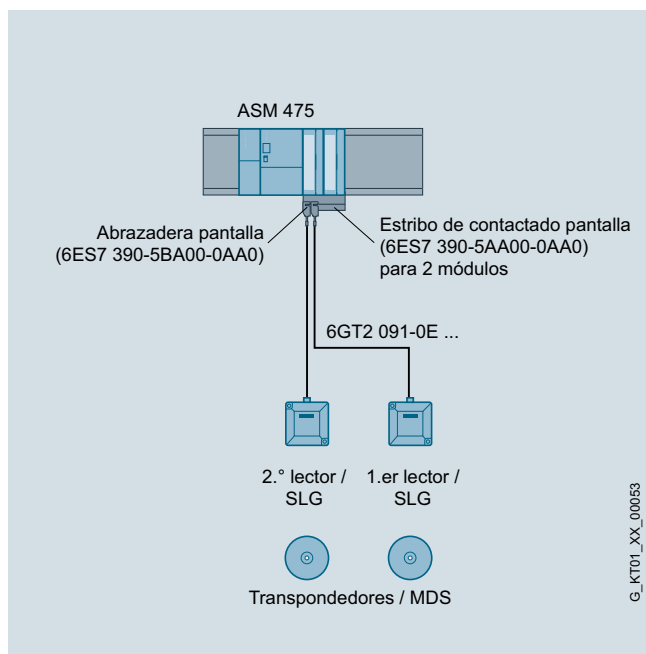 ASM 475
Abrazadera pantalla
(6ES7 390-5BA00-0AA0)
Estribo de contactado pantalla
(6ES7 390-5AA00-0AA0)
para 2 módulos
6GT2 091-0E ...
2.° lector /
SLG
1.er lector /
SLG
Transpondedores / MDS
G_KT01_XX_00053